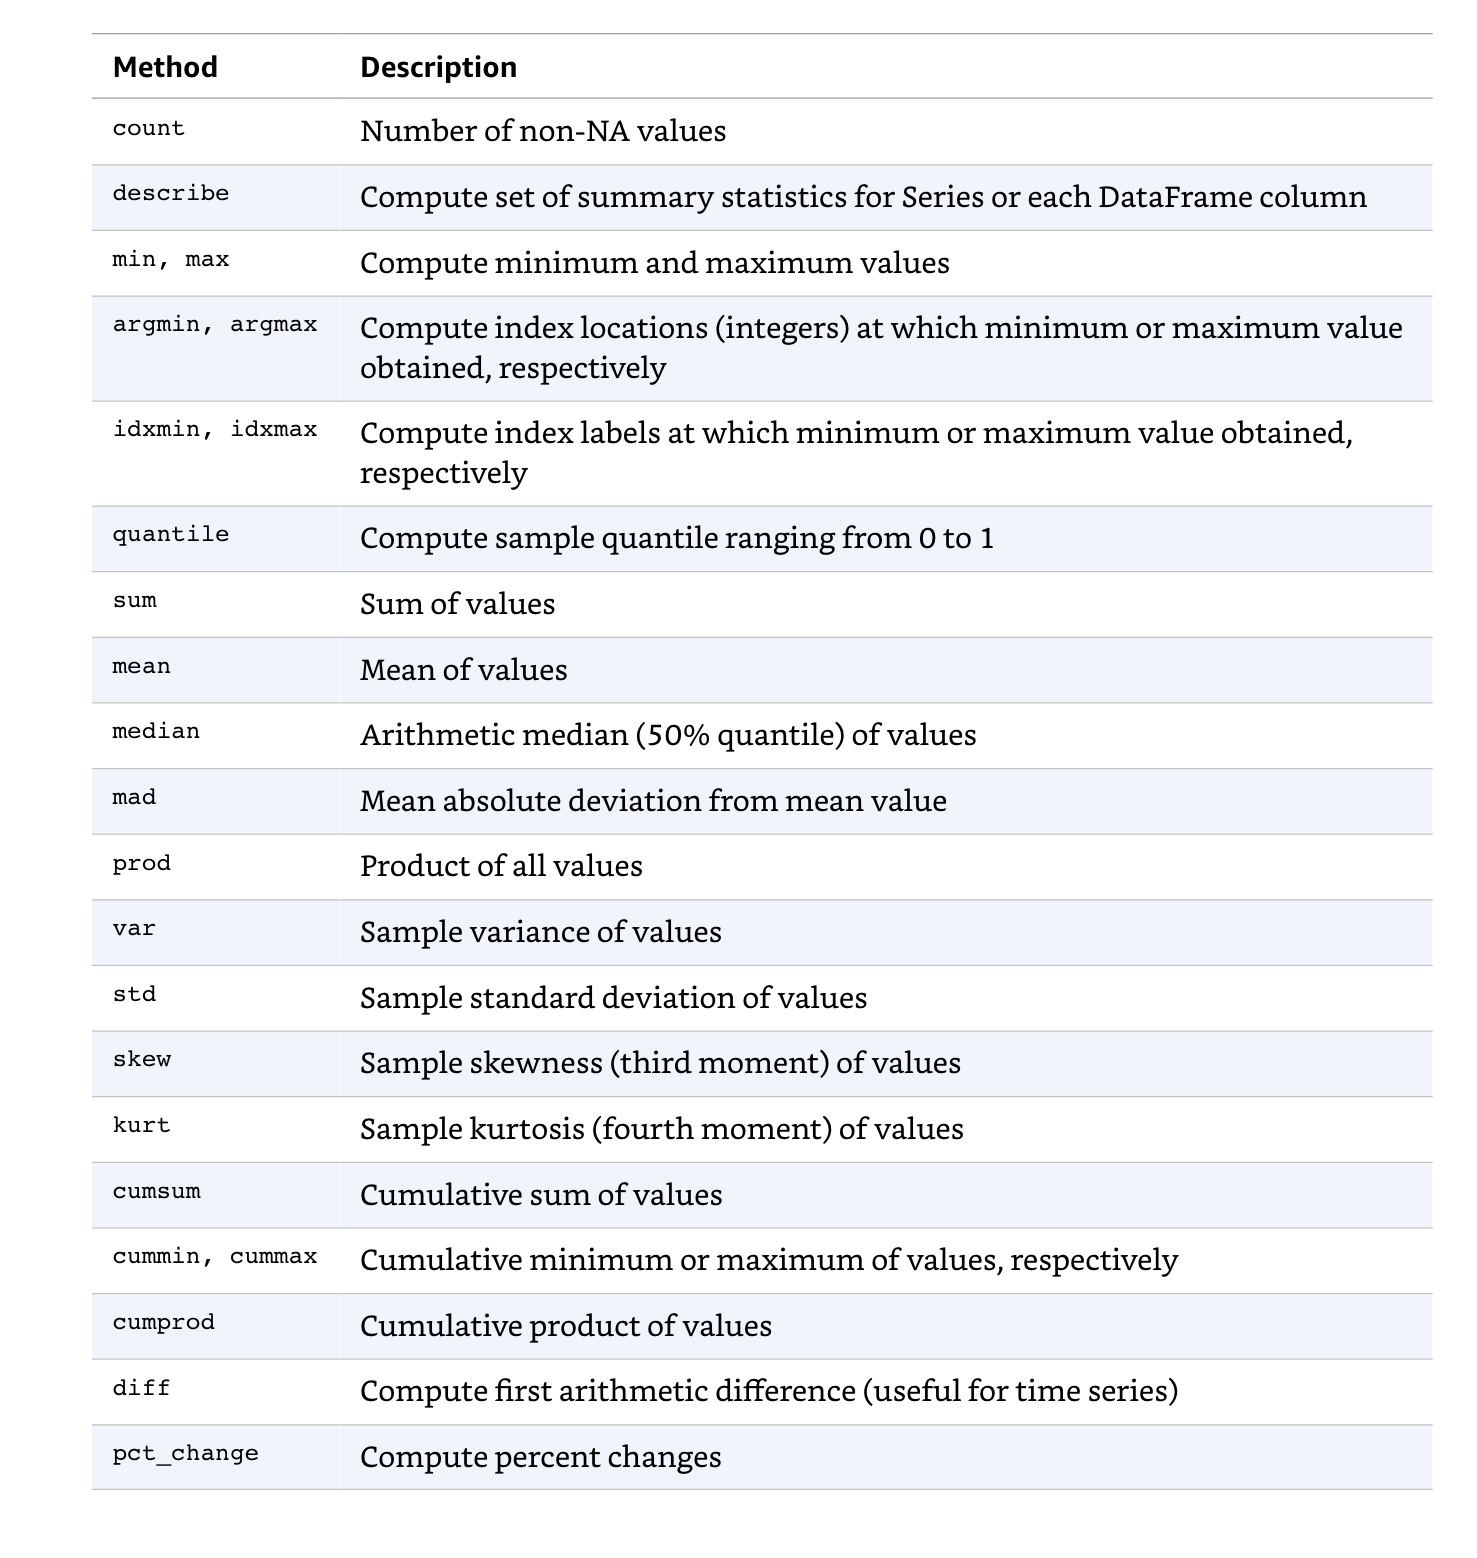 Method Description
count Number of non-NA values
describe Compute set of summary statistics for Series or each DataFrame column
min, max Compute minimum and maximum values
argmin, argmax Compute index locations (integers) at which minimum or maximum value
obtained, respectively
idxmin, idxmax Compute index labels at which minimum or maximum value obtained,
respectively
quantile Compute sample quantile ranging from 0 to 1
sum Sum of values
mean Mean of values
median Arithmetic median (50% quantile) of values
mad Mean absolute deviation from mean value
prod Product of all values
var Sample variance of values
std Sample standard deviation of values
skew Sample skewness (third moment) of values
kurt Sample kurtosis (fourth moment) of values
cumsum Cumulative sum of values
cummin, cummax Cumulative minimum or maximum of values, respectively
cumprod Cumulative product of values
diff Compute first arithmetic difference (useful for time series)
pct_change Compute percent changes